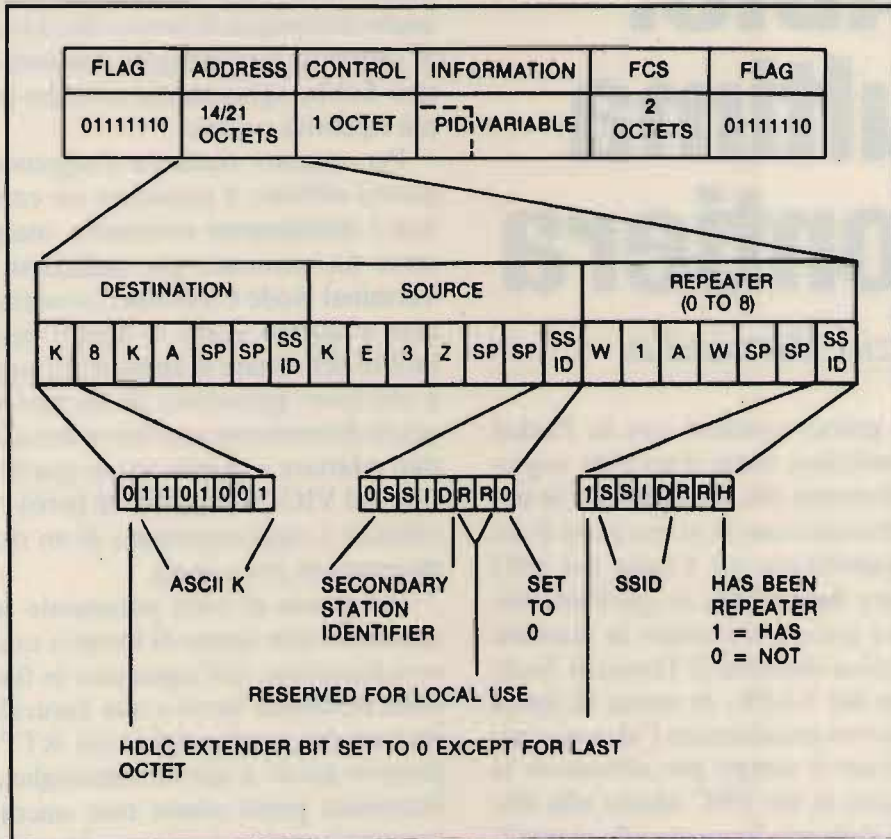 FLAG ADDRESS CONTROL INFORMATION FCS FLAG
01111110 14/21 OCTETS 1 OCTET PID VARIABLE 2 OCTETS 01111110
DESTINATION SOURCE REPEATER (0 TO 8)
K 8 K A SP SP SS ID K E 3 Z SP SP SS ID W 1 A W SP SP SS ID
0 1 1 0 1 0 0 1 0 S S I D R R 0 1 S S I D R R H
ASCII K SECONDARY STATION IDENTIFIER SET TO 0 SSID HAS BEEN REPEATER 1 = HAS 0 = NOT
RESERVED FOR LOCAL USE
HDLC EXTENDER BIT SET TO 0 EXCEPT FOR LAST
OCTET